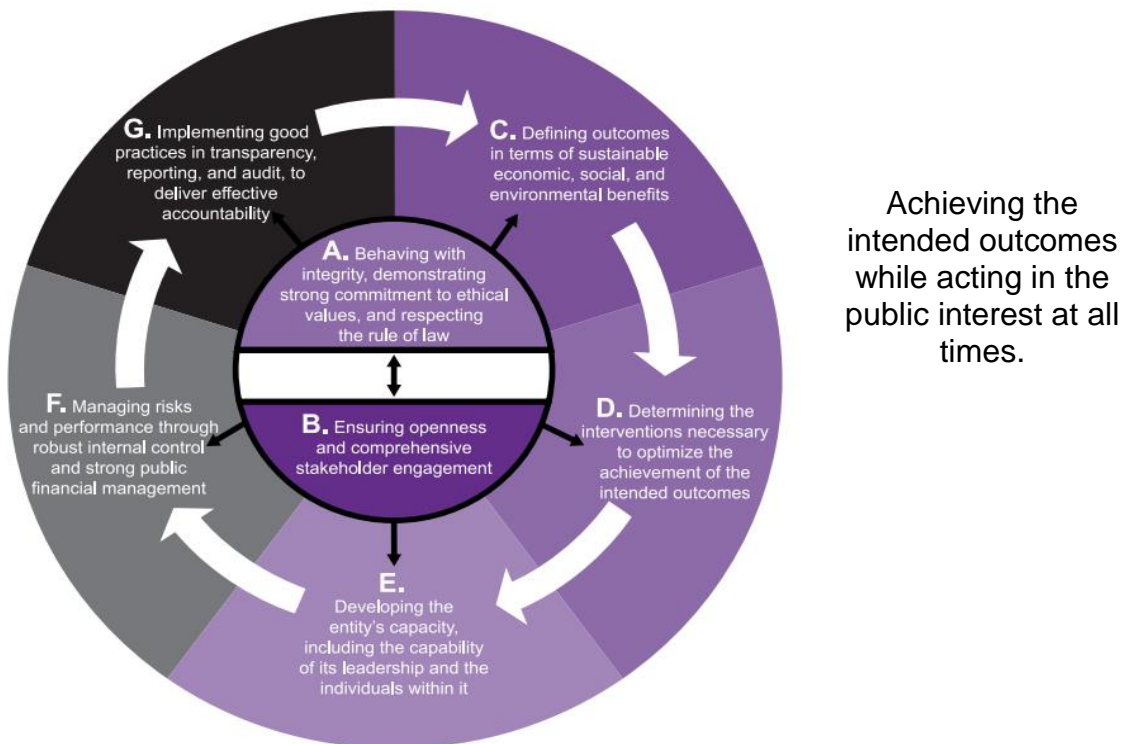 G. Implementing good
practices in transparency,
reporting, and audit, to
deliver effective
accountability
C. Defining outcomes
in terms of sustainable
economic, social, and
environmental benefits
A. Behaving with
integrity, demonstrating
strong commitment to ethical
values, and respecting
the rule of law
B. Ensuring openness
and comprehensive
stakeholder engagement
D. Determining the
interventions necessary
to optimize the
achievement of the
intended outcomes
E.
Developing the
entity's capacity,
including the capability
of its leadership and the
individuals within it
F. Managing risks
and performance through
robust internal control
and strong public
financial management
Achieving the
intended outcomes
while acting in the
public interest at all
times.